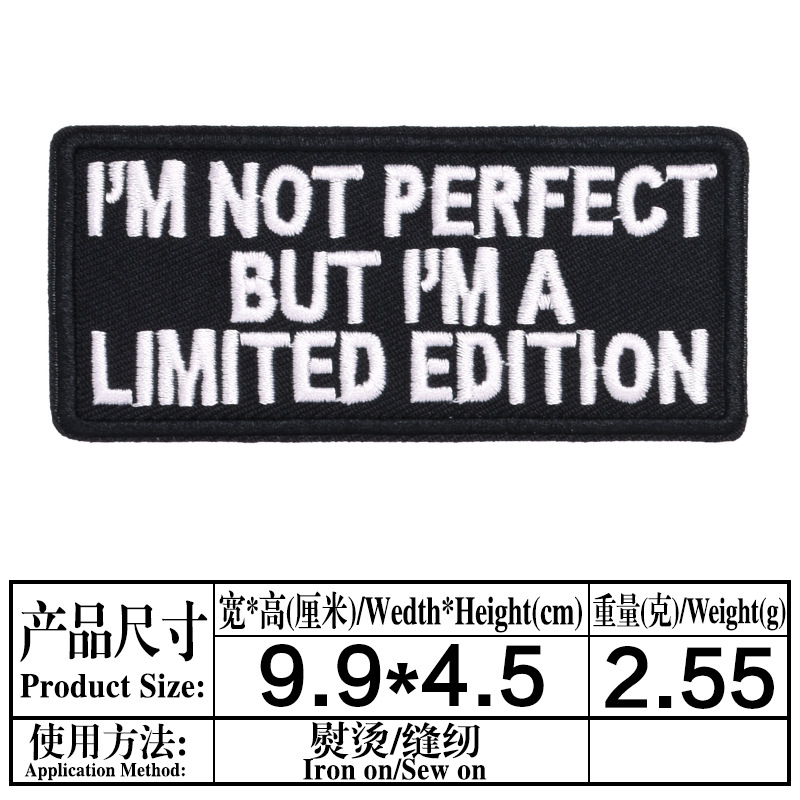 I'M NOT PERFECT
BUT I'M A
LIMITED EDITION
产品尺寸
Product Size:
宽*高(厘米)/Wedth*Height(cm)
重量(克)/Weight(g)
9.9*4.5
2.55
使用方法:
Application Method:
熨烫/缝纫
Iron on/Sew on